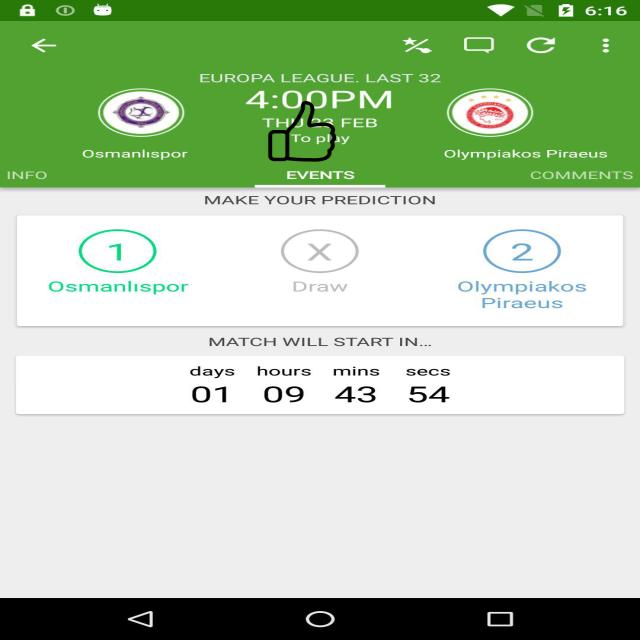 6:16
EUROPA LEAGUE. LAST 32
4:00PM
THU 23 FEB
To play
Osmanlıspor
Olympiakos Piraeus
INFO
EVENTS
COMMENTS
MAKE YOUR PREDICTION
1
X
2
Osmanlıspor
Draw
Olympiakos
Piraeus
MATCH WILL START IN...
days hours mins secs
01 09 43 54